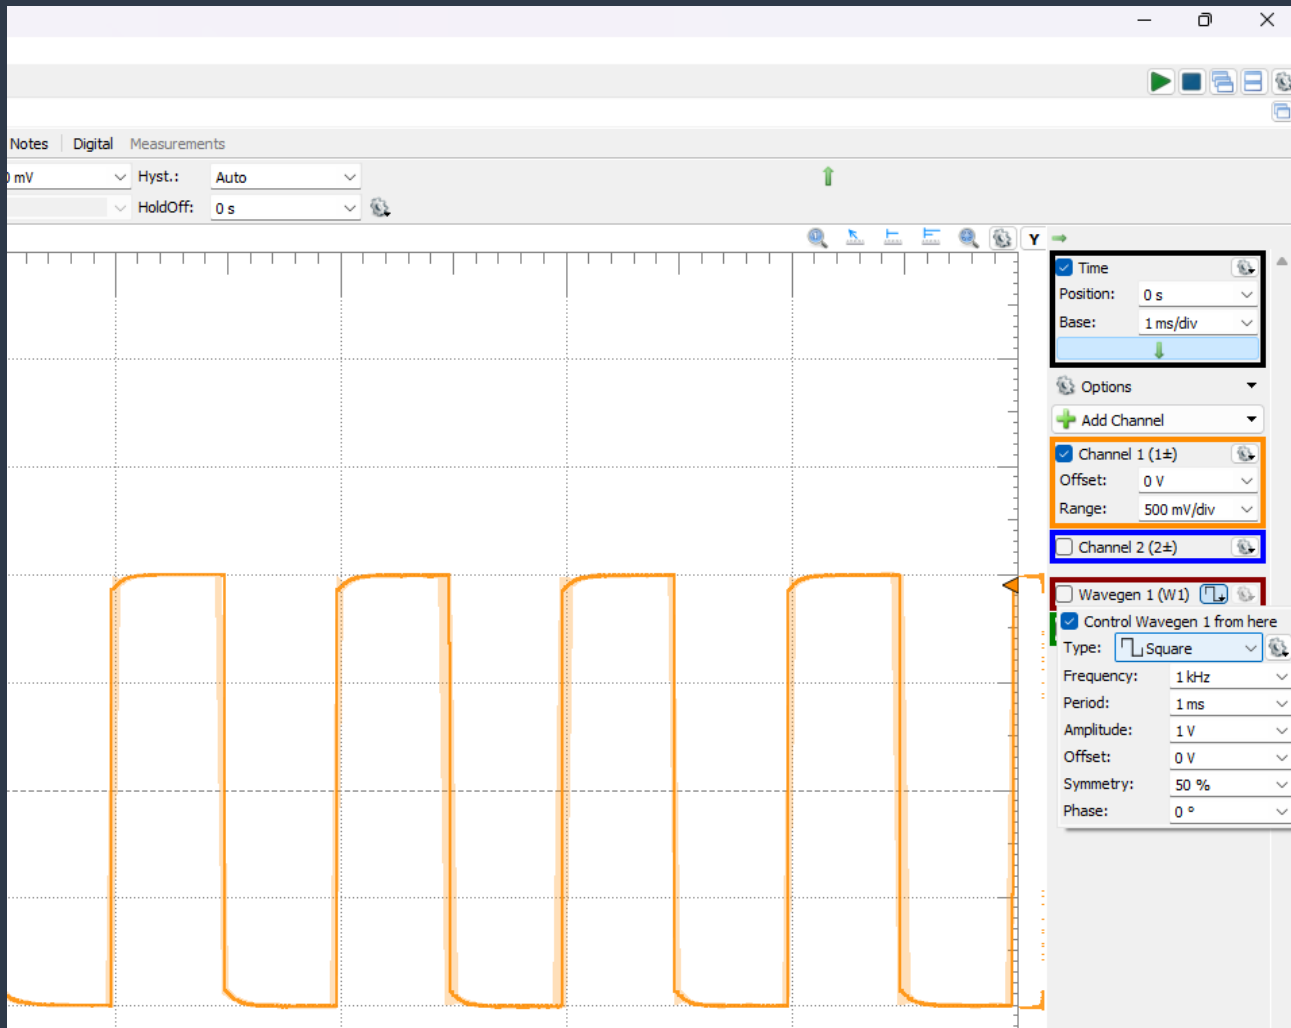 Notes Digital Measurements
0 mV Hyst.: Auto
HoldOff: 0 s
Y
Time
Position: 0 s
Base: 1 ms/div
Options
Add Channel
Channel 1 (1±)
Offset: 0 V
Range: 500 mV/div
Channel 2 (2±)
Wavegen 1 (W1)
Control Wavegen 1 from here
Type: Square
Frequency: 1 kHz
Period: 1 ms
Amplitude: 1 V
Offset: 0 V
Symmetry: 50 %
Phase: 0 °